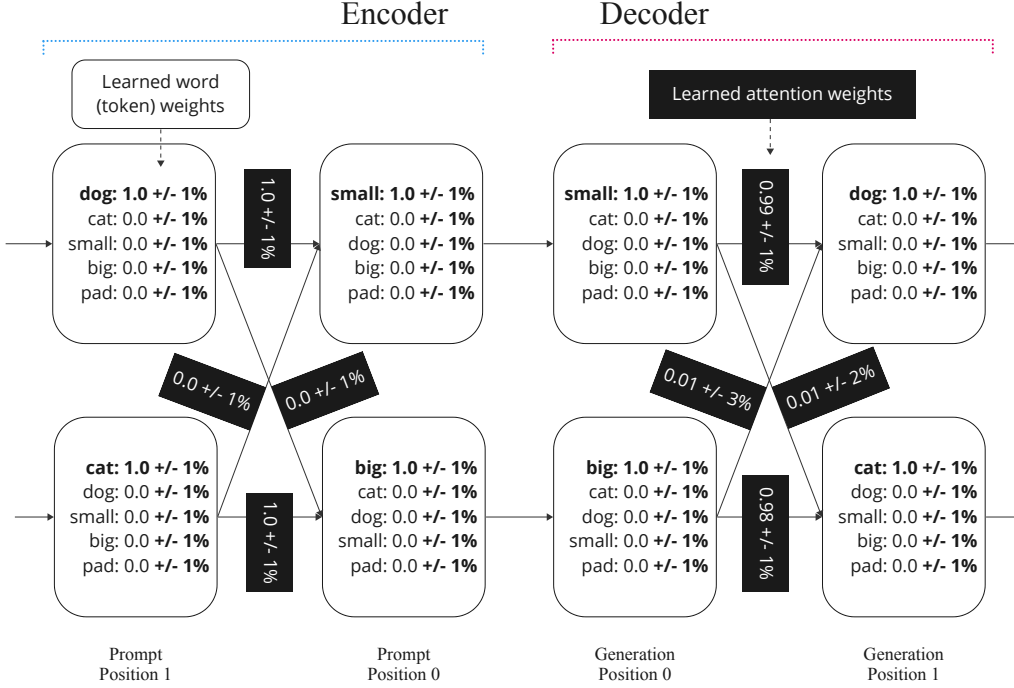 Encoder
Decoder
Learned word
(token) weights
Learned attention weights
dog: 1.0 +/- 1%
cat: 0.0 +/- 1%
small: 0.0 +/- 1%
big: 0.0 +/- 1%
pad: 0.0 +/- 1%
1.0 +/- 1%
small: 1.0 +/- 1%
cat: 0.0 +/- 1%
dog: 0.0 +/- 1%
big: 0.0 +/- 1%
pad: 0.0 +/- 1%
small: 1.0 +/- 1%
cat: 0.0 +/- 1%
dog: 0.0 +/- 1%
big: 0.0 +/- 1%
pad: 0.0 +/- 1%
0.99 +/- 1%
dog: 1.0 +/- 1%
cat: 0.0 +/- 1%
small: 0.0 +/- 1%
big: 0.0 +/- 1%
pad: 0.0 +/- 1%
0.0 +/- 1%
0.0 +/- 1%
0.01 +/- 3%
0.01 +/- 2%
cat: 1.0 +/- 1%
dog: 0.0 +/- 1%
small: 0.0 +/- 1%
big: 0.0 +/- 1%
pad: 0.0 +/- 1%
1.0 +/- 1%
big: 1.0 +/- 1%
cat: 0.0 +/- 1%
dog: 0.0 +/- 1%
small: 0.0 +/- 1%
pad: 0.0 +/- 1%
big: 1.0 +/- 1%
cat: 0.0 +/- 1%
dog: 0.0 +/- 1%
small: 0.0 +/- 1%
pad: 0.0 +/- 1%
0.98 +/- 1%
cat: 1.0 +/- 1%
dog: 0.0 +/- 1%
small: 0.0 +/- 1%
big: 0.0 +/- 1%
pad: 0.0 +/- 1%
Prompt
Position 1
Prompt
Position 0
Generation
Position 0
Generation
Position 1